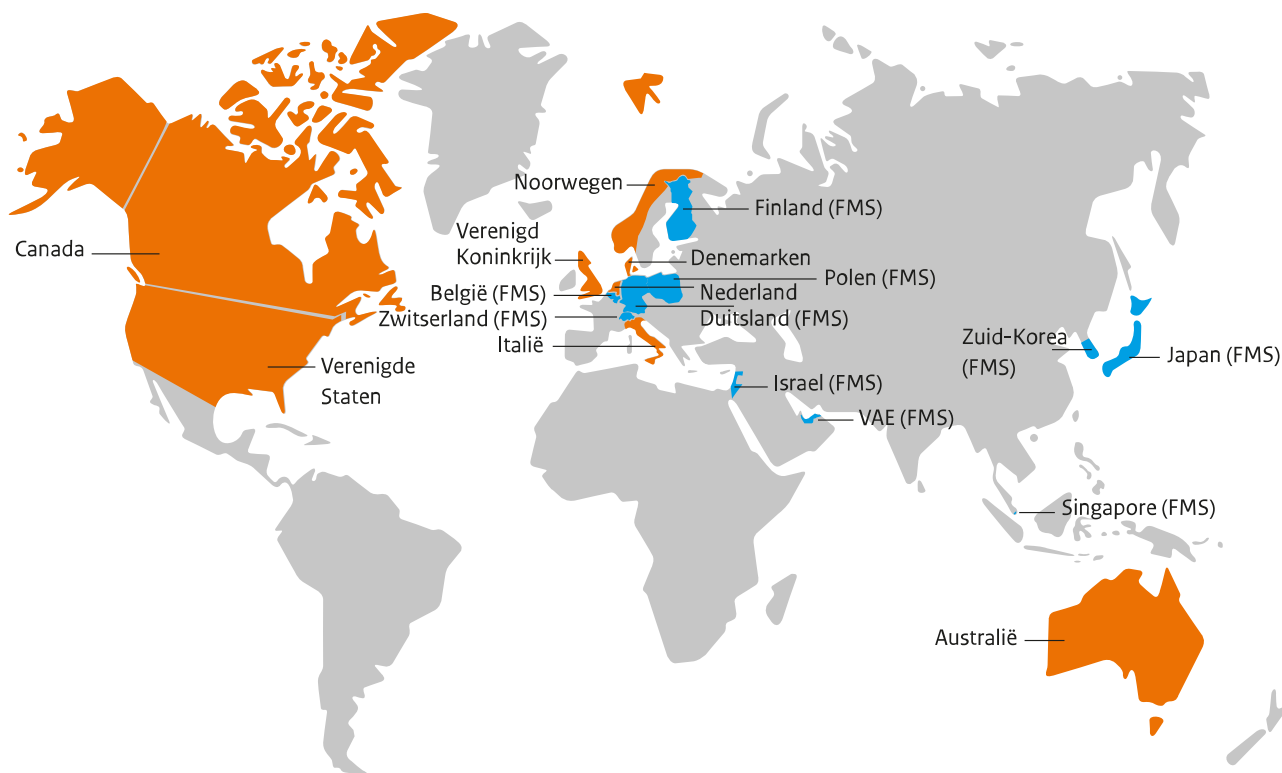 Noorwegen
Finland (FMS)
Verenigd
Koninkrijk
Canada
Denemarken
Polen (FMS)
België (FMS)
Nederland
Zwitserland (FMS)
Duitsland (FMS)
Italië
Zuid-Korea
(FMS)
Japan (FMS)
Verenigde
Staten
Israel (FMS)
VAE (FMS)
Singapore (FMS)
Australië